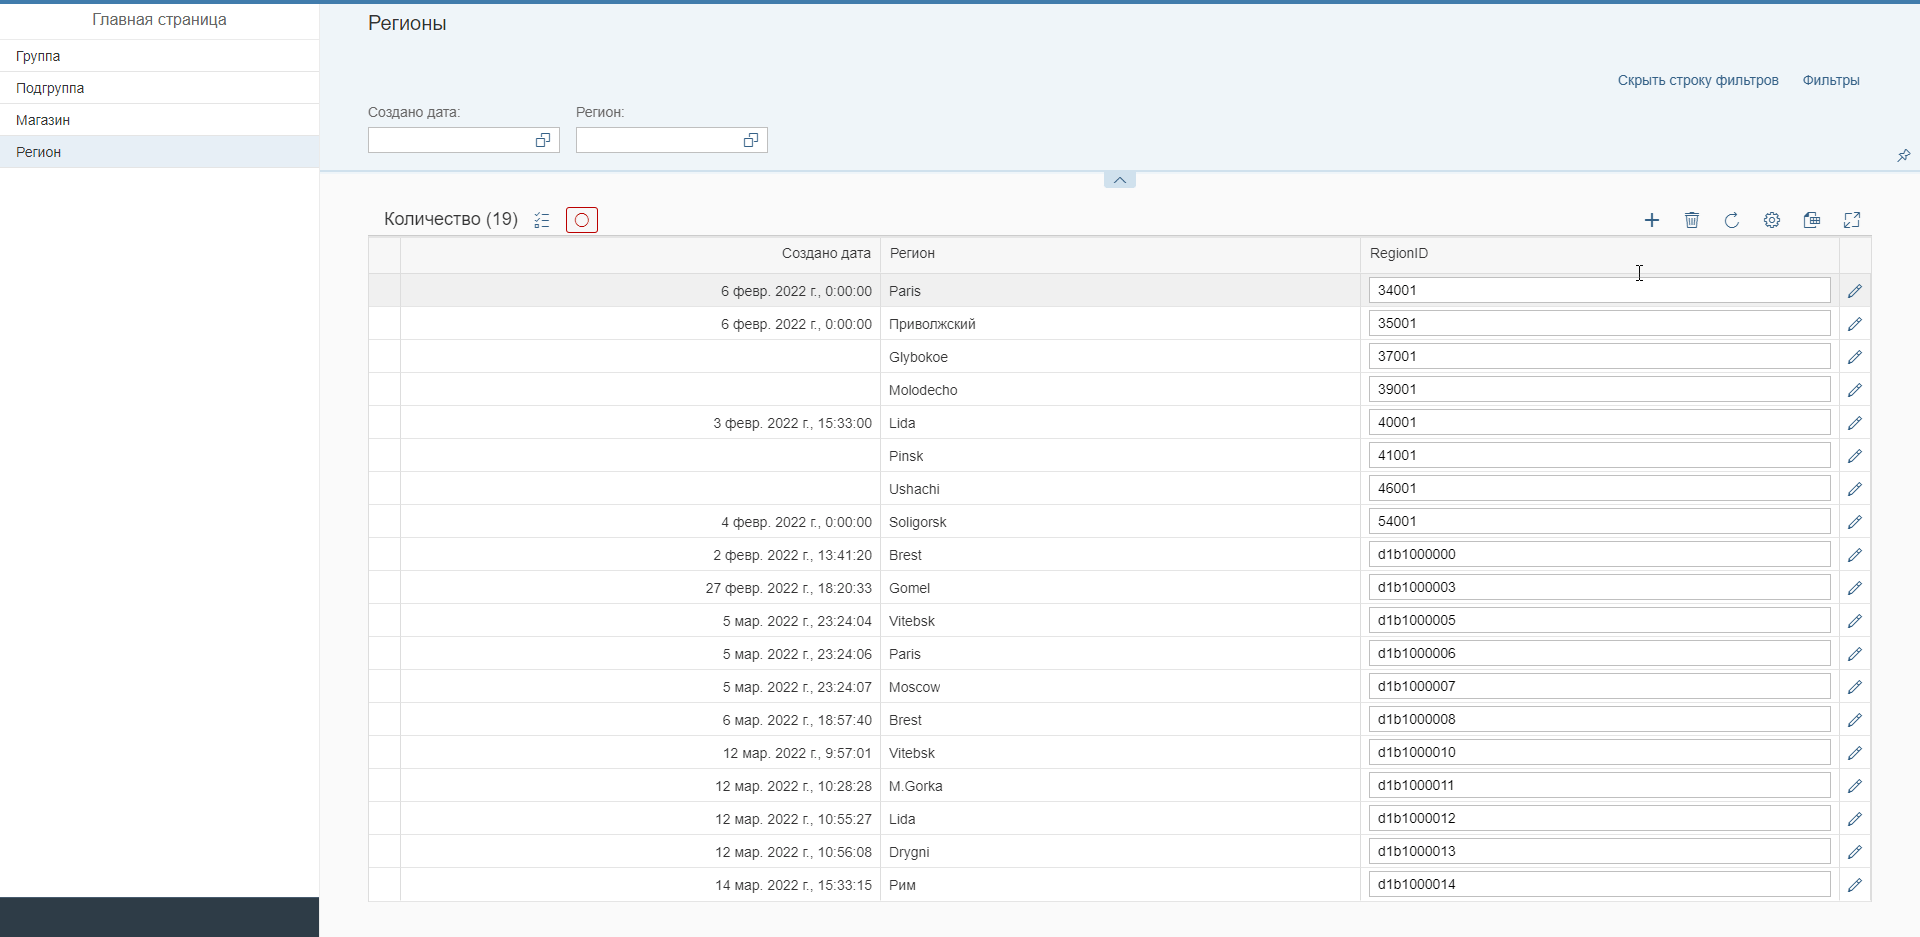 Главная страница
Группа
Подгруппа
Магазин
Регион
Регионы
Скрыть строку фильтров Фильтры
Создано дата: Регион:
Количество (19)
Создано дата Регион RegionID
6 февр. 2022 г., 0:00:00 Paris 34001
6 февр. 2022 г., 0:00:00 Приволжский 35001
Glybokoe 37001
Molodecho 39001
3 февр. 2022 г., 15:33:00 Lida 40001
Pinsk 41001
Ushachi 46001
4 февр. 2022 г., 0:00:00 Soligorsk 54001
2 февр. 2022 г., 13:41:20 Brest d1b1000000
27 февр. 2022 г., 18:20:33 Gomel d1b1000003
5 мар. 2022 г., 23:24:04 Vitebsk d1b1000005
5 мар. 2022 г., 23:24:06 Paris d1b1000006
5 мар. 2022 г., 23:24:07 Moscow d1b1000007
6 мар. 2022 г., 18:57:40 Brest d1b1000008
12 мар. 2022 г., 9:57:01 Vitebsk d1b1000010
12 мар. 2022 г., 10:28:28 M.Gorka d1b1000011
12 мар. 2022 г., 10:55:27 Lida d1b1000012
12 мар. 2022 г., 10:56:08 Drygni d1b1000013
14 мар. 2022 г., 15:33:15 Рим d1b1000014